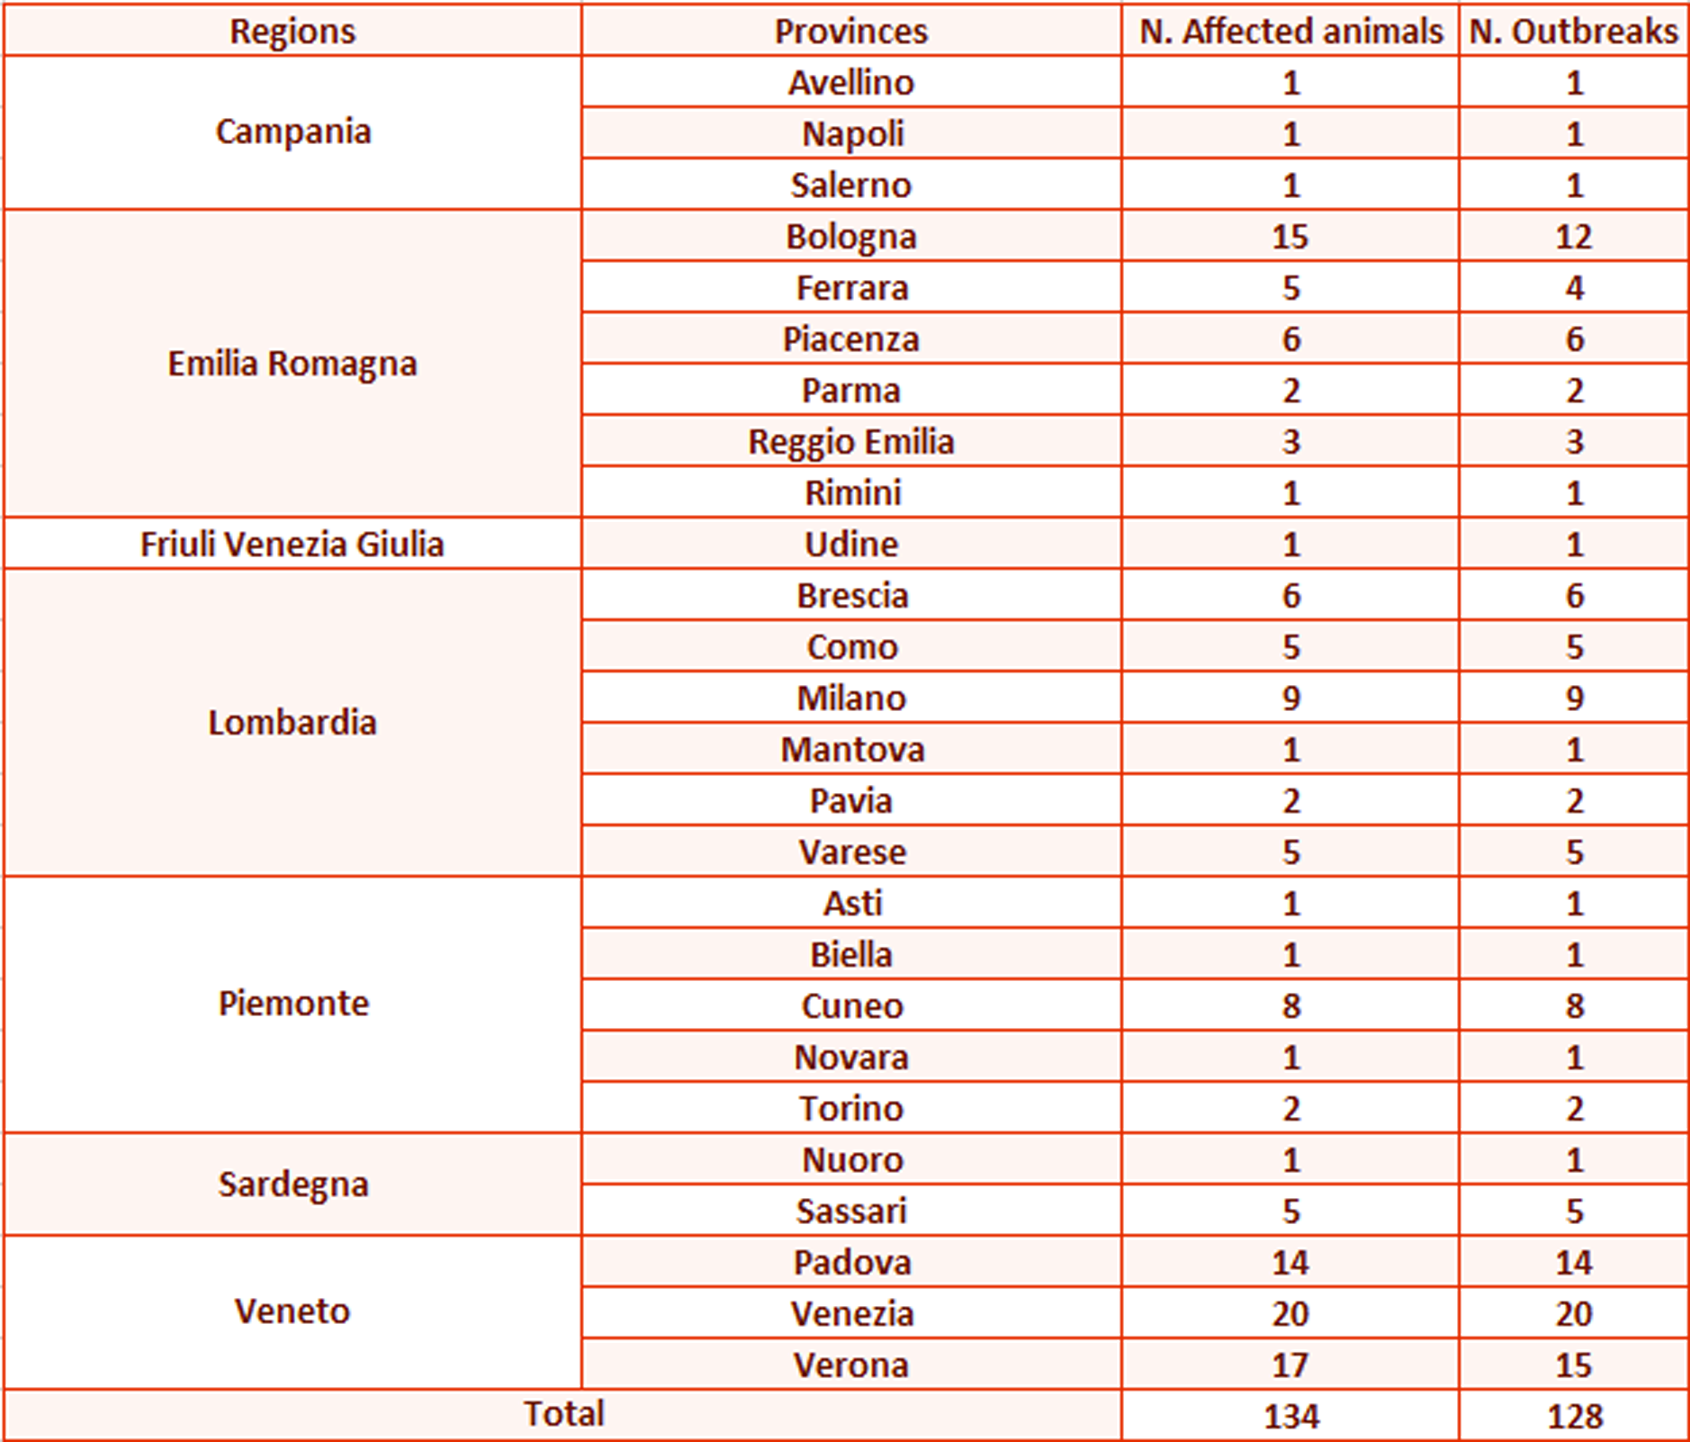 Regions Provinces N. Affected animals N. Outbreaks
Campania
Avellino 1 1
Napoli 1 1
Salerno 1 1
Emilia Romagna
Bologna 15 12
Ferrara 5 4
Piacenza 6 6
Parma 2 2
Reggio Emilia 3 3
Rimini 1 1
Friuli Venezia Giulia Udine 1 1
Lombardia
Brescia 6 6
Como 5 5
Milano 9 9
Mantova 1 1
Pavia 2 2
Varese 5 5
Piemonte
Asti 1 1
Biella 1 1
Cuneo 8 8
Novara 1 1
Torino 2 2
Sardegna
Nuoro 1 1
Sassari 5 5
Veneto
Padova 14 14
Venezia 20 20
Verona 17 15
Total 134 128